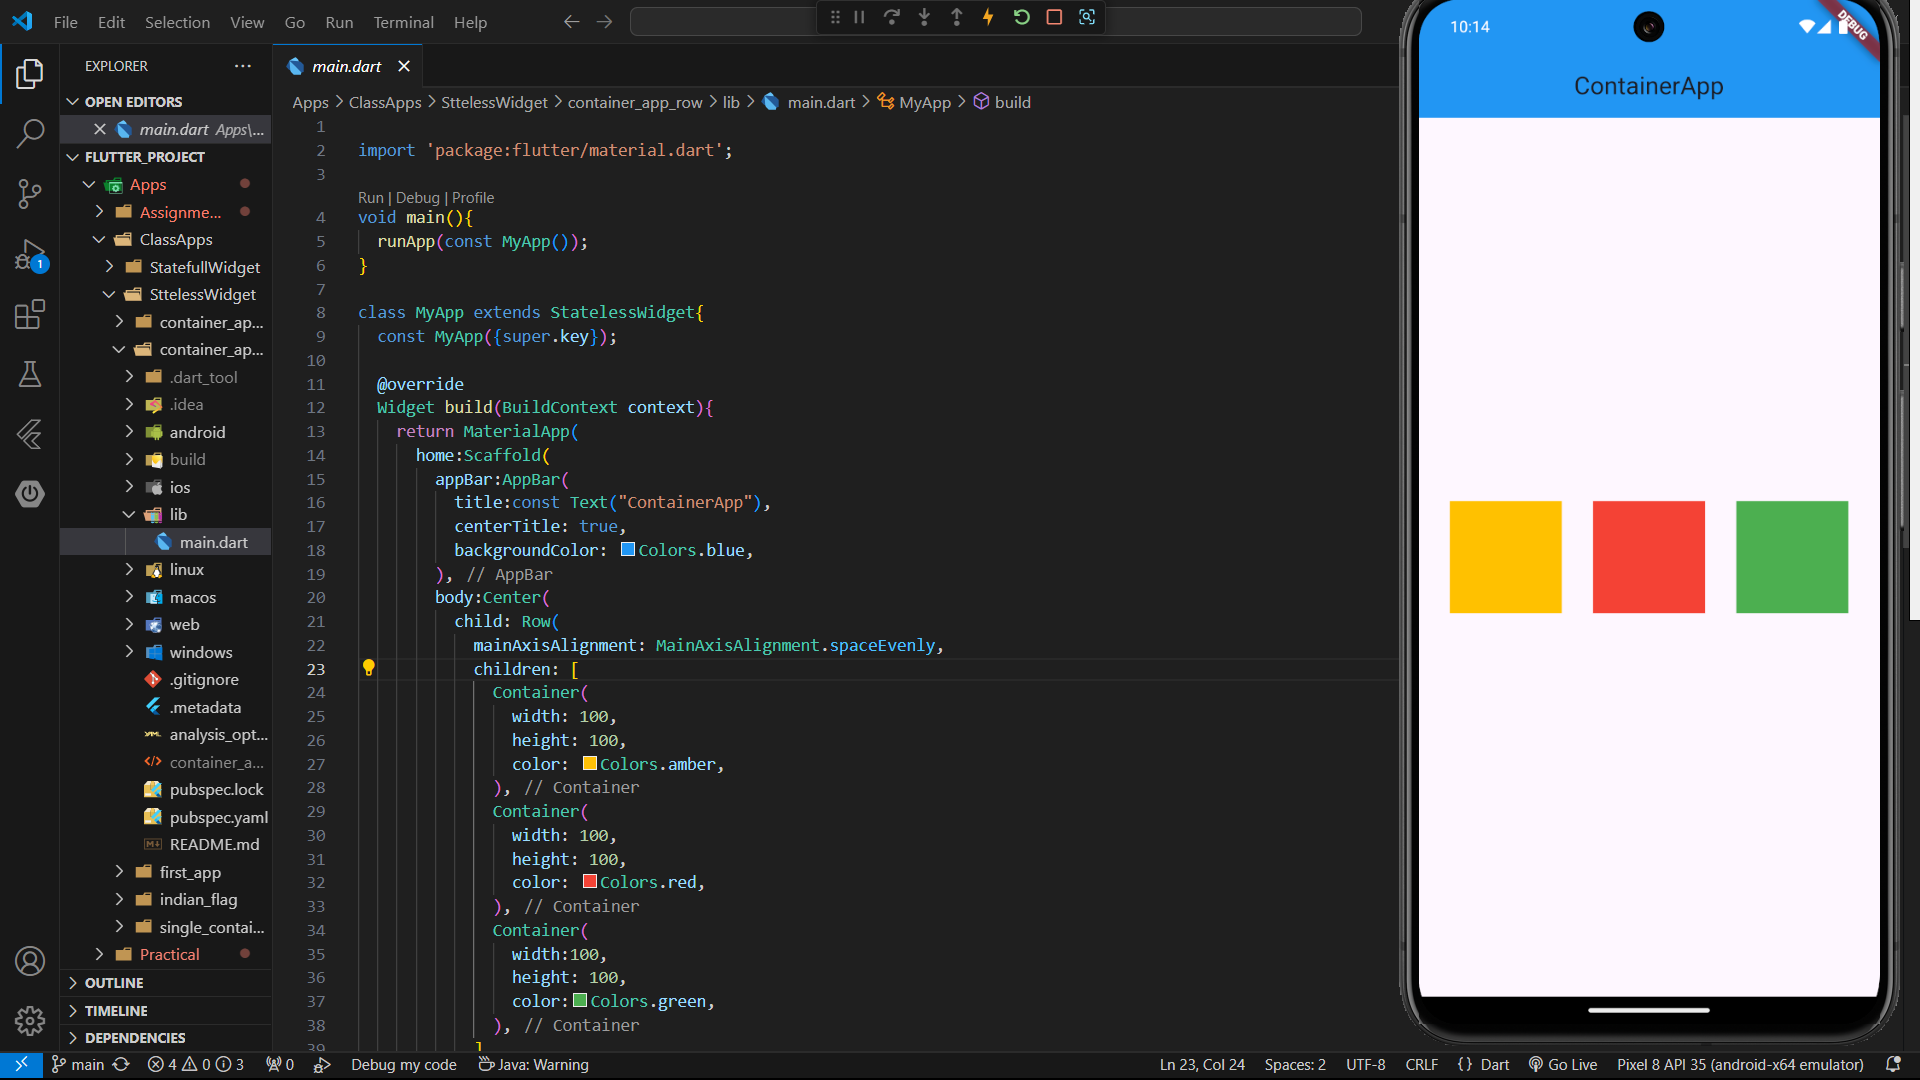 File Edit Selection View Go Run Terminal Help
EXPLORER
OPEN EDITORS
main.dart Apps\...
FLUTTER_PROJECT
Apps
Assignme...
ClassApps
StatefullWidget
SttelessWidget
container_ap...
container_ap...
.dart_tool
.idea
android
build
ios
lib
main.dart
linux
macos
web
windows
.gitignore
.metadata
analysis_opt...
container_a...
pubspec.lock
pubspec.yaml
README.md
first_app
indian_flag
single_contai...
Practical
OUTLINE
TIMELINE
DEPENDENCIES
1
main.dart
Apps > ClassApps > SttelessWidget > container_app_row > lib > main.dart > MyApp > build
1
2 import 'package:flutter/material.dart';
3
Run | Debug | Profile
4 void main(){
5 runApp(const MyApp());
6 }
7
8 class MyApp extends StatelessWidget{
9 const MyApp({super.key});
10
11 @override
12 Widget build(BuildContext context){
13 return MaterialApp(
14 home:Scaffold(
15 appBar:AppBar(
16 title:const Text("ContainerApp"),
17 centerTitle: true,
18 backgroundColor: Colors.blue,
19 ), // AppBar
20 body:Center(
21 child: Row(
22 mainAxisAlignment: MainAxisAlignment.spaceEvenly,
23 children: [
24 Container(
25 width: 100,
26 height: 100,
27 color: Colors.amber,
28 ), // Container
29 Container(
30 width: 100,
31 height: 100,
32 color: Colors.red,
33 ), // Container
34 Container(
35 width:100,
36 height: 100,
37 color:Colors.green,
38 ), // Container
39 ]
10:14
DEBUG
ContainerApp
main 4 0 3 0 Debug my code Java: Warning
Ln 23, Col 24 Spaces: 2 UTF-8 CRLF {} Dart Go Live Pixel 8 API 35 (android-x64 emulator)